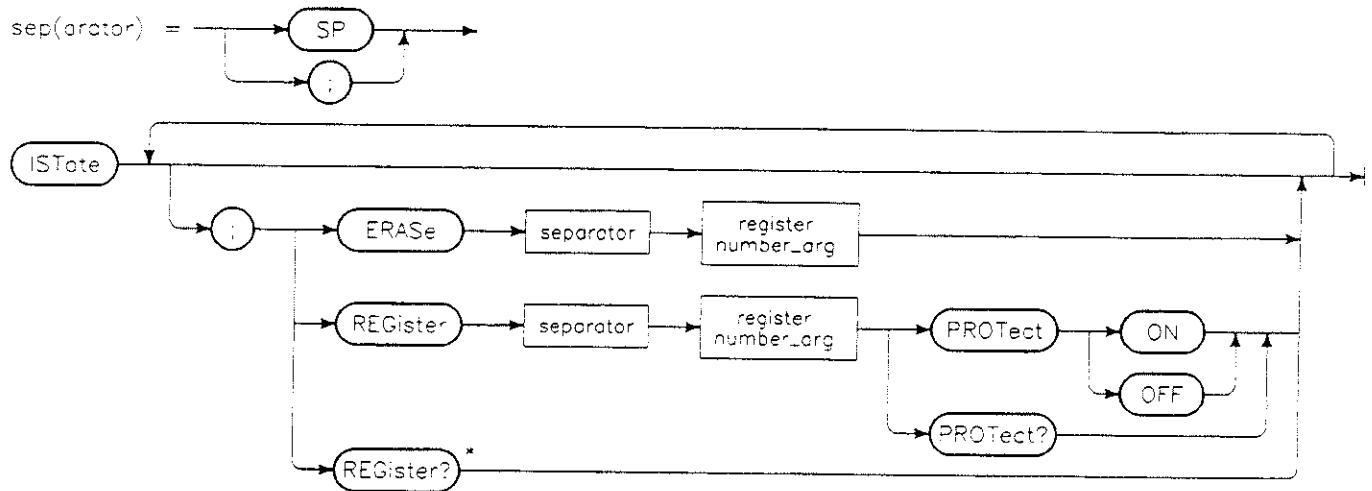 sep(arator) = SP
;
ISTate
;
ERASe
separator
register
number_arg
REGister
separator
register
number_arg
PROTect
ON
OFF
PROTect?
REGister?*